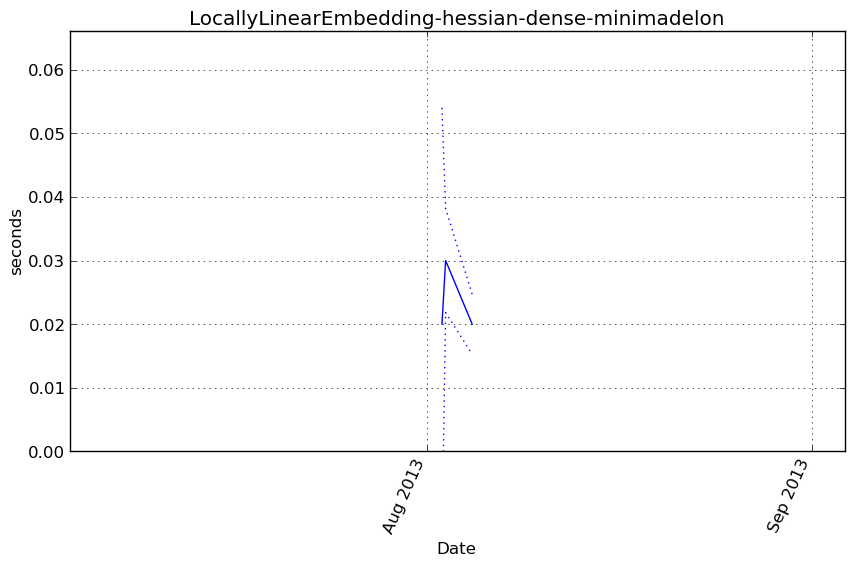 LocallyLinearEmbedding-hessian-dense-minimadelon
0.06
0.05
0.04
0.03
0.02
0.01
0.00
seconds
Aug 2013
Sep 2013
Date